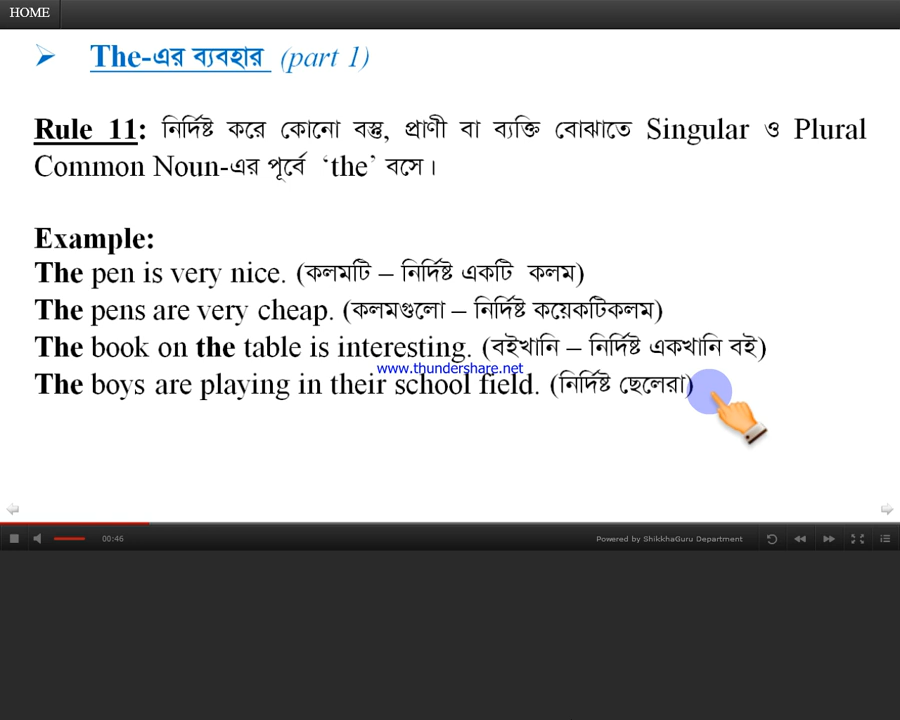 HOME
The-এর ব্যবহার (part 1)
Rule 11: নির্দিষ্ট করে কোনো বস্তু, প্রাণী বা ব্যক্তি বোঝাতে Singular ও Plural
Common Noun-এর পূর্বে ‘the’ বসে।
Example:
The pen is very nice. (কলমটি – নির্দিষ্ট একটি কলম)
The pens are very cheap. (কলমগুলো – নির্দিষ্ট কয়েকটিকলম)
The book on the table is interesting. (বইখানি – নির্দিষ্ট একখানি বই)
www.thundershare.net
The boys are playing in their school field. (নির্দিষ্ট ছেলেরা)
00:46
Powered by ShikkhaGuru Department